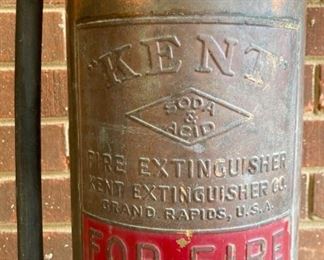 "KENT"
SODA
&
ACID
FIRE EXTINGUISHER
KENT EXTINGUISHER CO.
GRAND RAPIDS, U.S.A.
FOR FIRE